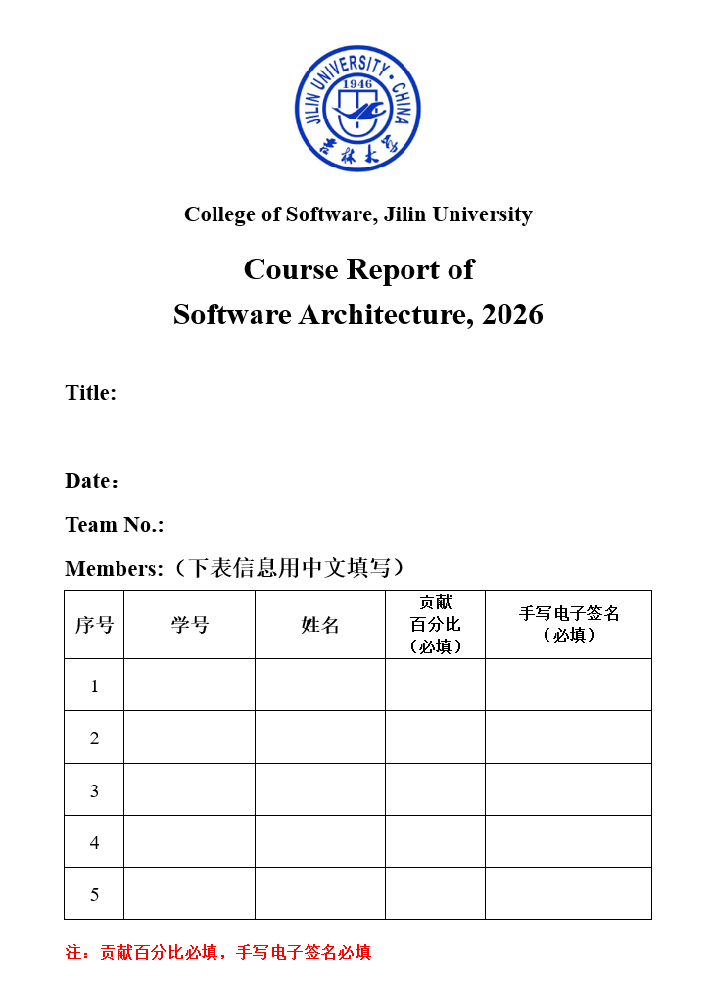 JILIN UNIVERSITY · CHINA
1946
吉林大学
College of Software, Jilin University
Course Report of
Software Architecture, 2026
Title:
Date：
Team No.:
Members:（下表信息用中文填写）
序号 学号 姓名 贡献百分比（必填） 手写电子签名（必填）
1
2
3
4
5
注：贡献百分比必填，手写电子签名必填